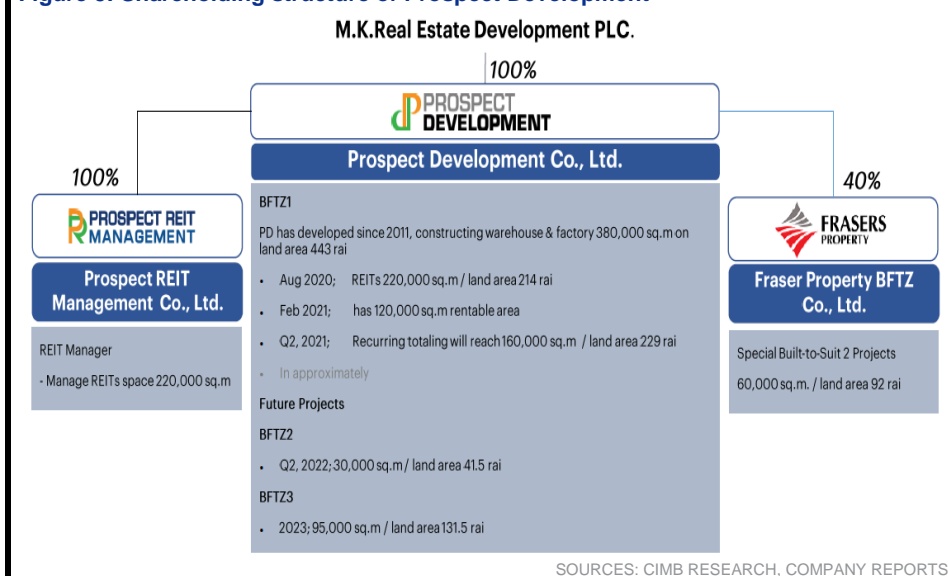 M.K.Real Estate Development PLC.
100%
PROSPECT
DEVELOPMENT
Prospect Development Co., Ltd.
100%
PROSPECT REIT
MANAGEMENT
Prospect REIT
Management Co., Ltd.
REIT Manager
- Manage REITs space 220,000 sq.m
BFTZ1
PD has developed since 2011, constructing warehouse & factory 380,000 sq.m on
land area 443 rai
• Aug 2020; REITs 220,000 sq.m / land area 214 rai
• Feb 2021; has 120,000 sq.m rentable area
• Q2, 2021; Recurring totaling will reach 160,000 sq.m / land area 229 rai
• In approximately
Future Projects
BFTZ2
• Q2, 2022; 30,000 sq.m / land area 41.5 rai
BFTZ3
• 2023; 95,000 sq.m / land area 131.5 rai
40%
FRASERS
PROPERTY
Fraser Property BFTZ
Co., Ltd.
Special Built-to-Suit 2 Projects
60,000 sq.m. / land area 92 rai
SOURCES: CIMB RESEARCH, COMPANY REPORTS